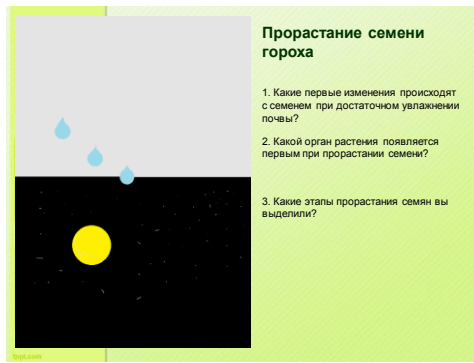 Прорастание семени
гороха
1. Какие первые изменения происходят
с семенем при достаточном увлажнении
почвы?
2. Какой орган растения появляется
первым при прорастании семени?
3. Какие этапы прорастания семян вы
выделили?
fppt.com